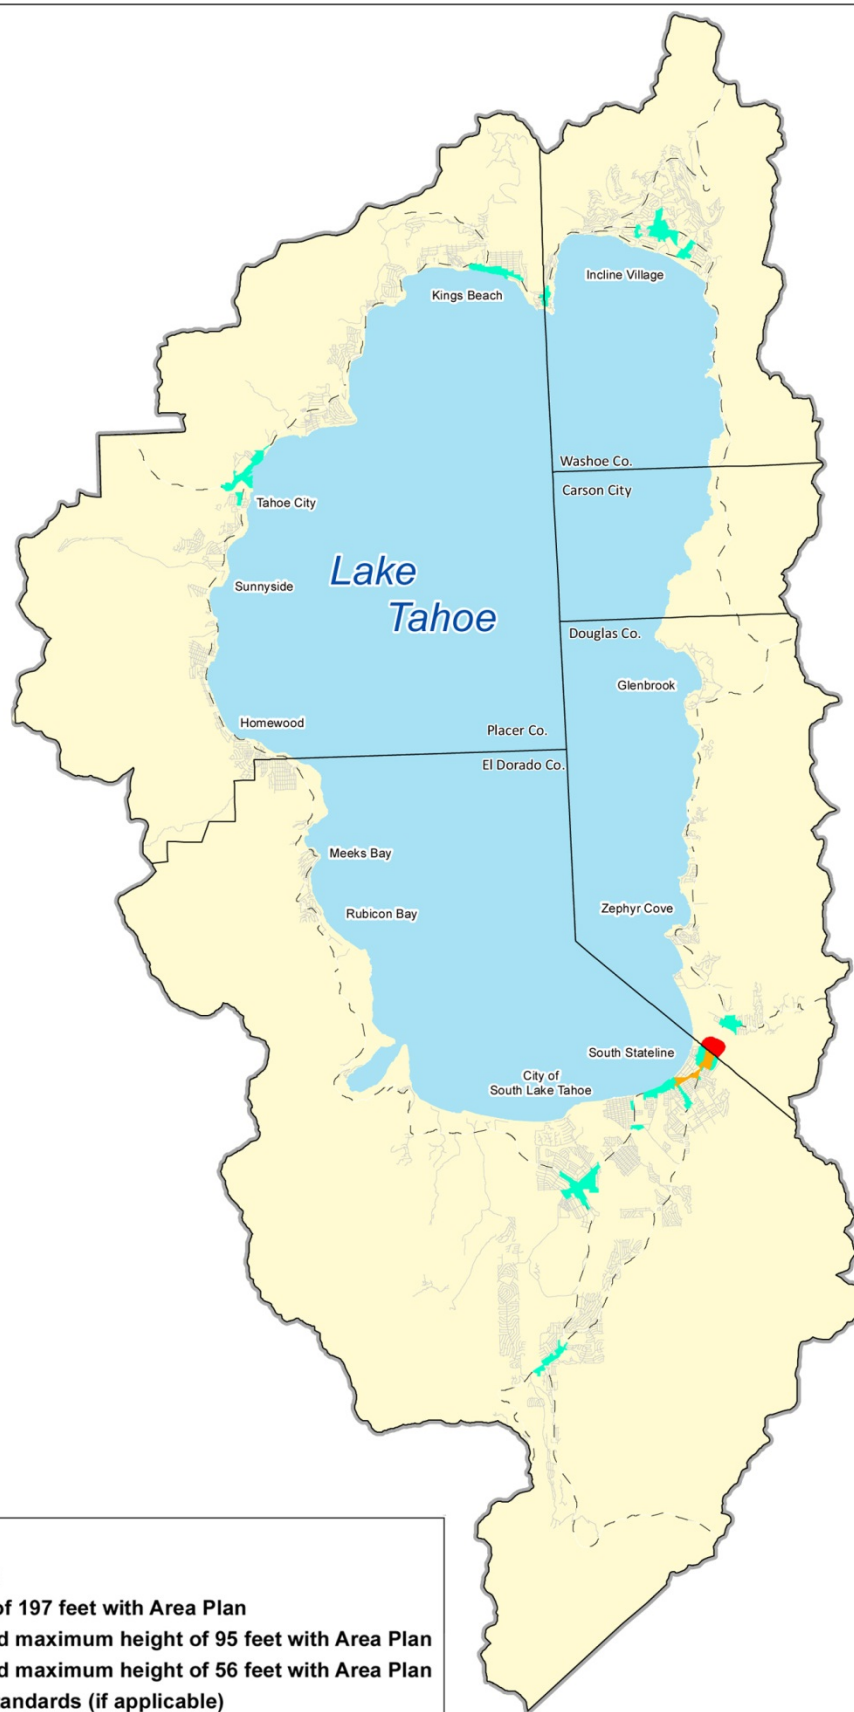 Incline Village
Kings Beach
Washoe Co.
Carson City
Tahoe City
Lake
Tahoe
Sunnyside
Douglas Co.
Glenbrook
Homewood
Placer Co.
El Dorado Co.
Meeks Bay
Rubicon Bay
Zephyr Cove
South Stateline
City of
South Lake Tahoe
of 197 feet with Area Plan
d maximum height of 95 feet with Area Plan
d maximum height of 56 feet with Area Plan
andards (if applicable)